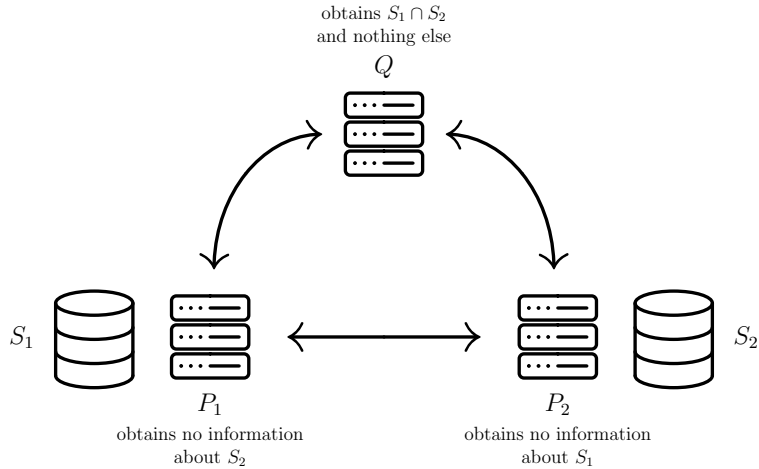 obtains S₁ ∩ S₂
and nothing else
Q
S₁
S₂
P₁
P₂
obtains no information
about S₂
obtains no information
about S₁